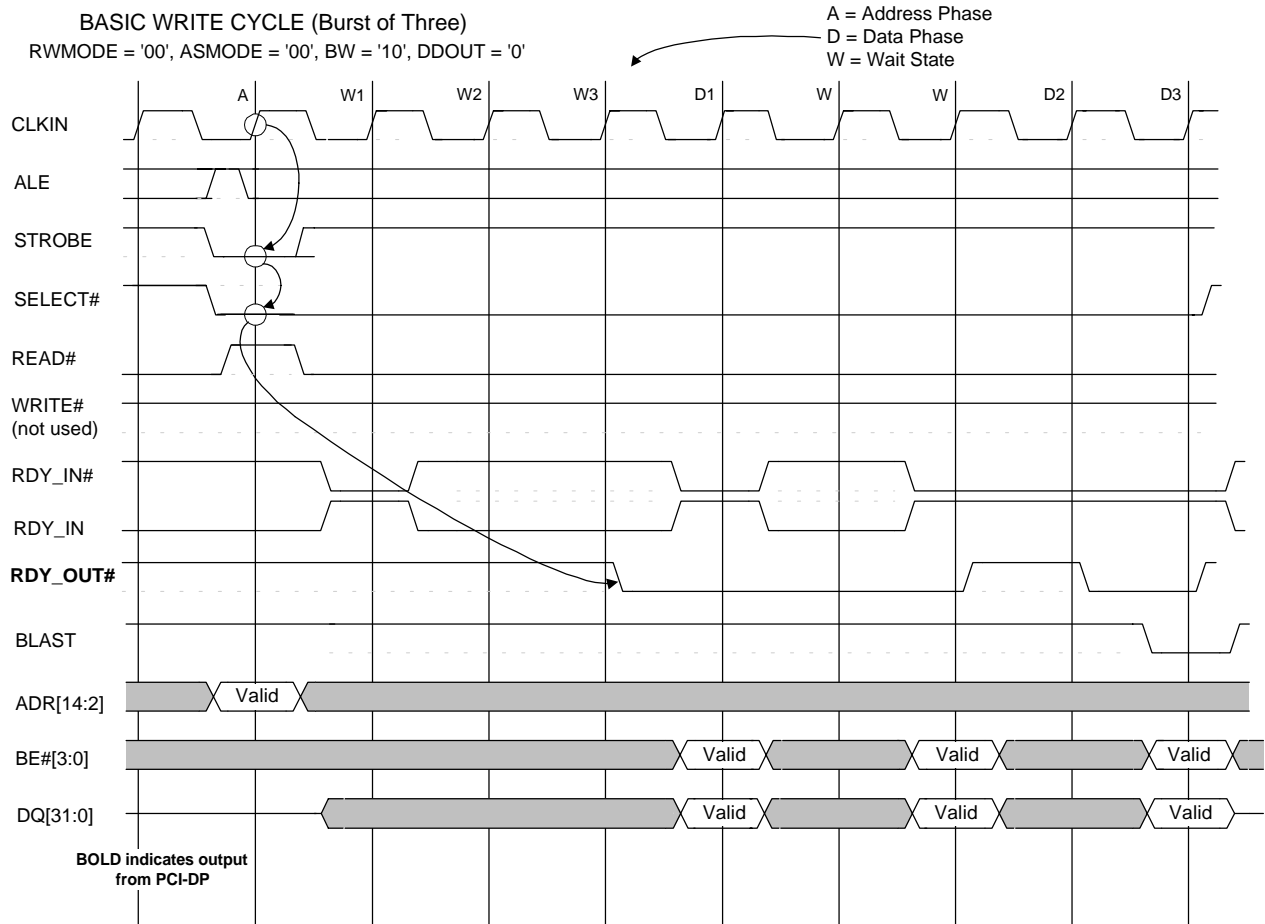 BASIC WRITE CYCLE (Burst of Three)
RWMODE = '00', ASMODE = '00', BW = '10', DDOUT = '0'
A = Address Phase
D = Data Phase
W = Wait State
A W1 W2 W3 D1 W W D2 D3
CLKIN
ALE
STROBE
SELECT#
READ#
WRITE#
(not used)
RDY_IN#
RDY_IN
RDY_OUT#
BLAST
ADR[14:2] Valid
BE#[3:0] Valid Valid Valid
DQ[31:0] Valid Valid Valid
BOLD indicates output
from PCI-DP